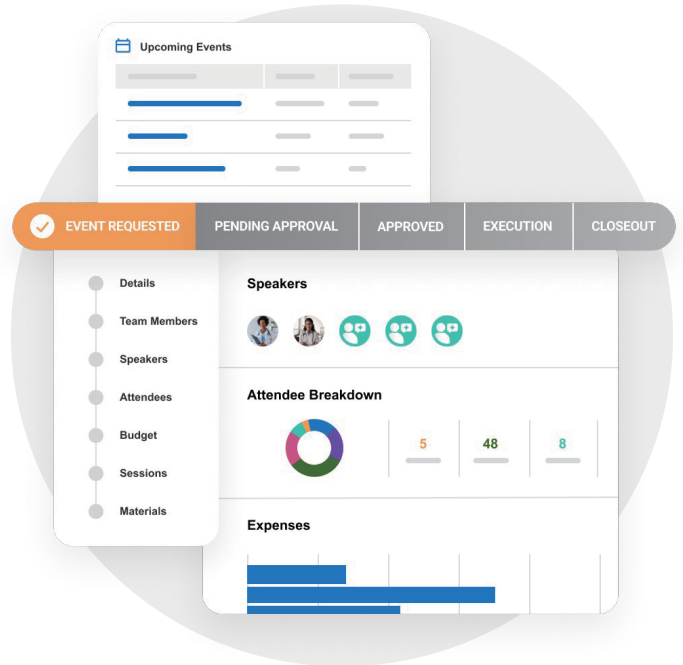 Upcoming Events
EVENT REQUESTED
PENDING APPROVAL
APPROVED
EXECUTION
CLOSEOUT
Details
Team Members
Speakers
Attendees
Budget
Sessions
Materials
Speakers
Attendee Breakdown
5
48
8
Expenses